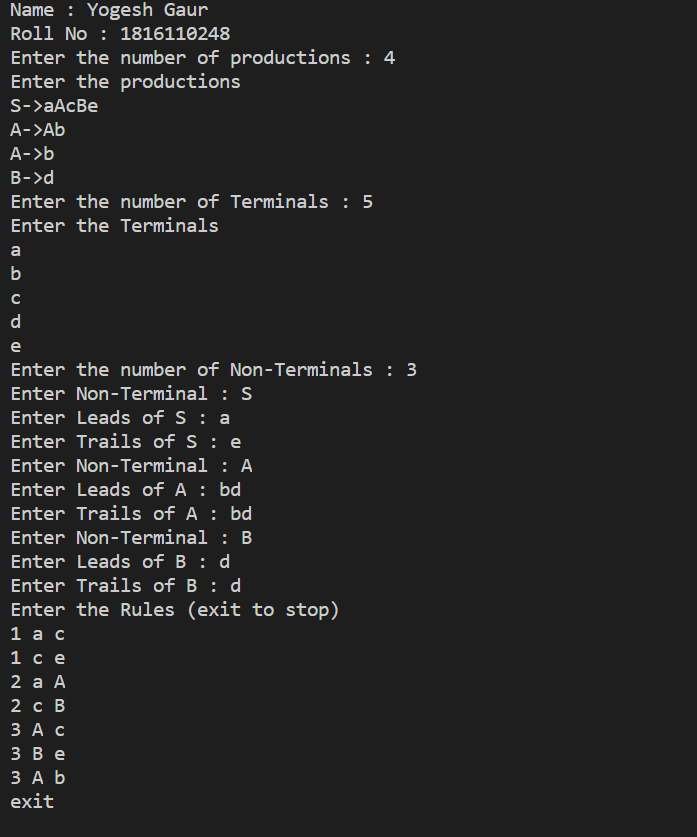 Name : Yogesh Gaur
Roll No : 1816110248
Enter the number of productions : 4
Enter the productions
S->aAcBe
A->Ab
A->b
B->d
Enter the number of Terminals : 5
Enter the Terminals
a
b
c
d
e
Enter the number of Non-Terminals : 3
Enter Non-Terminal : S
Enter Leads of S : a
Enter Trails of S : e
Enter Non-Terminal : A
Enter Leads of A : bd
Enter Trails of A : bd
Enter Non-Terminal : B
Enter Leads of B : d
Enter Trails of B : d
Enter the Rules (exit to stop)
1 a c
1 c e
2 a A
2 c B
3 A c
3 B e
3 A b
exit